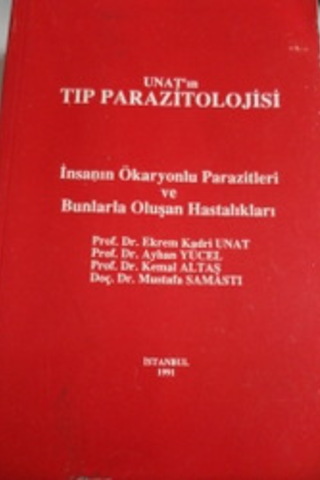 UNAT'ın
TIP PARAZİTOLOJİSİ
İnsanın Ökaryonlu Parazitleri
ve
Bunlarla Oluşan Hastalıkları
Prof. Dr. Ekrem Kadri UNAT
Prof. Dr. Ayhan YÜCEL
Prof. Dr. Kemal ALTAŞ
Doç. Dr. Mustafa SAMASTI
İSTANBUL
1991